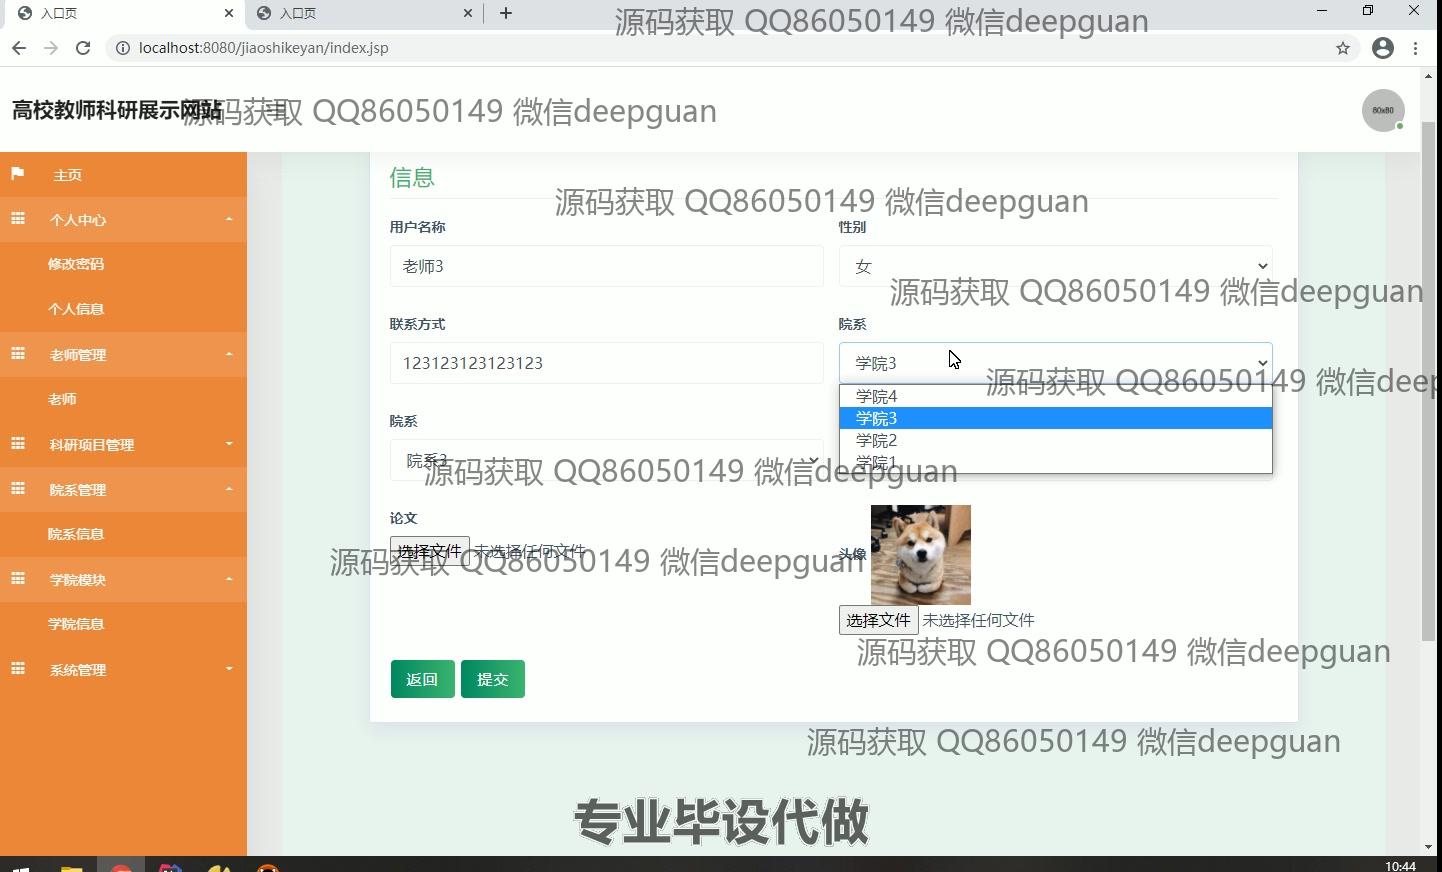 入口页
入口页
源码获取 QQ86050149 微信deepguan
localhost:8080/jiaoshikeyan/index.jsp
高校教师科研展示网站
源码获取 QQ86050149 微信deepguan
80x80
主页
信息
个人中心
源码获取 QQ86050149 微信deepguan
用户名称
性别
修改密码
老师3
女
源码获取 QQ86050149 微信deepguan
个人信息
联系方式
院系
老师管理
123123123123123
学院3
源码获取 QQ86050149 微信deep
老师
学院4
学院3
院系
学院2
科研项目管理
院系3
学院1
源码获取 QQ86050149 微信deepguan
院系管理
论文
院系信息
选择文件 未选择任何文件
头像
源码获取 QQ86050149 微信deepguan
学院模块
学院信息
选择文件 未选择任何文件
源码获取 QQ86050149 微信deepguan
系统管理
返回
提交
源码获取 QQ86050149 微信deepguan
专业毕设代做
10:44